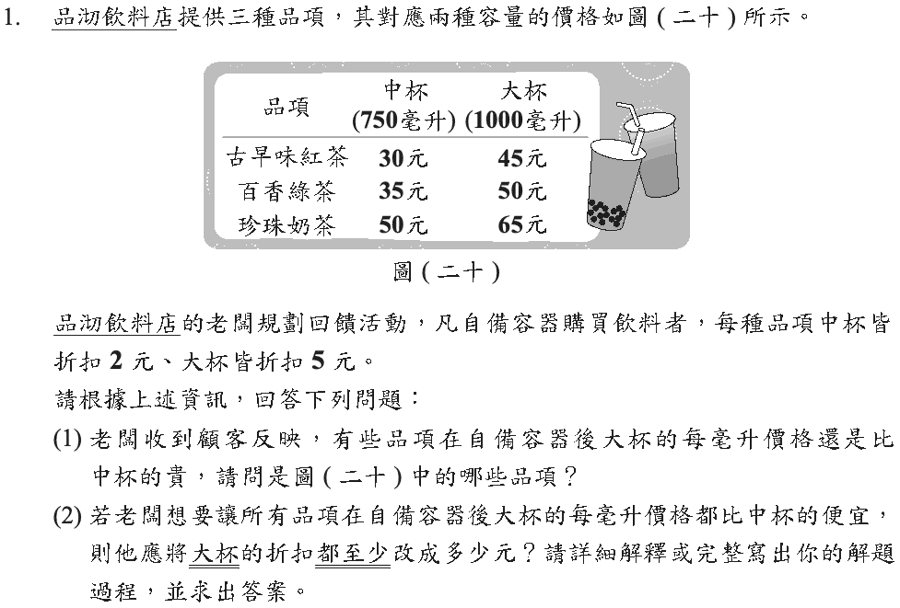 1. 品沏飲料店提供三種品項,其對應兩種容量的價格如圖(二十)所示。
品項 中杯 大杯
(750毫升) (1000毫升)
古早味紅茶 30元 45元
百香綠茶 35元 50元
珍珠奶茶 50元 65元
圖(二十)
品沏飲料店的老闆規劃回饋活動,凡自備容器購買飲料者,每種品項中杯皆
折扣 2 元、大杯皆折扣 5 元。
請根據上述資訊,回答下列問題:
(1) 老闆收到顧客反映,有些品項在自備容器後大杯的每毫升價格還是比
中杯的貴,請問是圖(二十)中的哪些品項?
(2) 若老闆想要讓所有品項在自備容器後大杯的每毫升價格都比中杯的便宜,
則他應將大杯的折扣都至少改成多少元?請詳細解釋或完整寫出你的解題
過程,並求出答案。